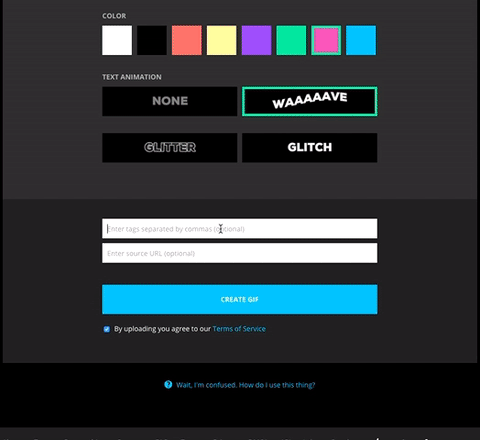 COLOR
TEXT ANIMATION
NONE
WAAAAAVE
GLITTER
GLITCH
Enter tags separated by commas (optional)
Enter source URL (optional)
CREATE GIF
By uploading you agree to our Terms of Service
Wait, I'm confused. How do I use this thing?